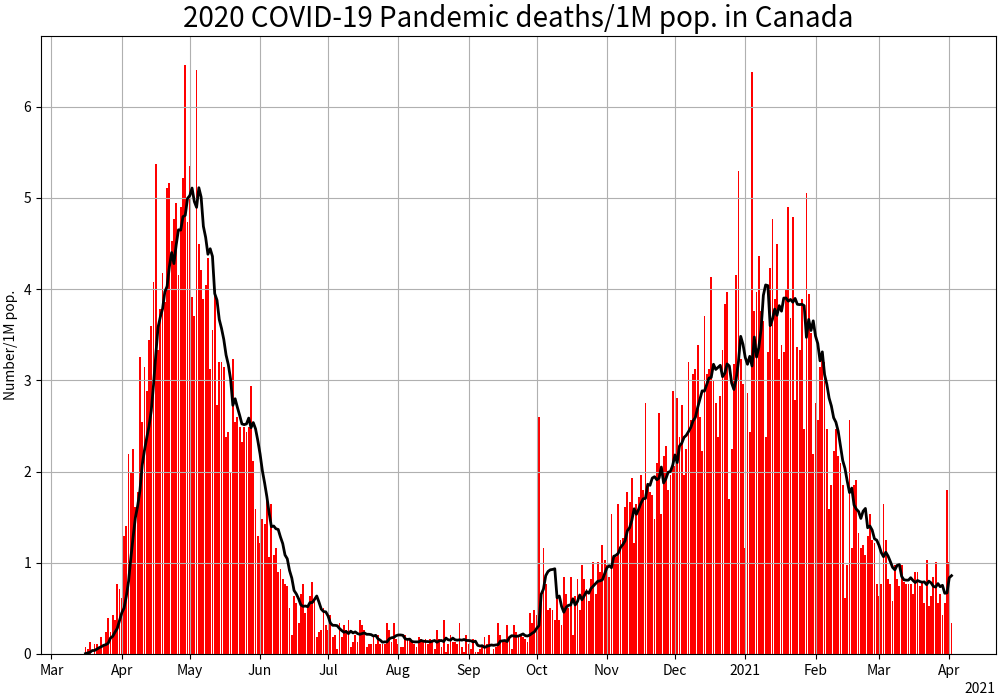 2020 COVID-19 Pandemic deaths/1M pop. in Canada
Number/1M pop.
6
5
4
3
2
1
0
Mar Apr May Jun Jul Aug Sep Oct Nov Dec 2021 Feb Mar Apr
2021